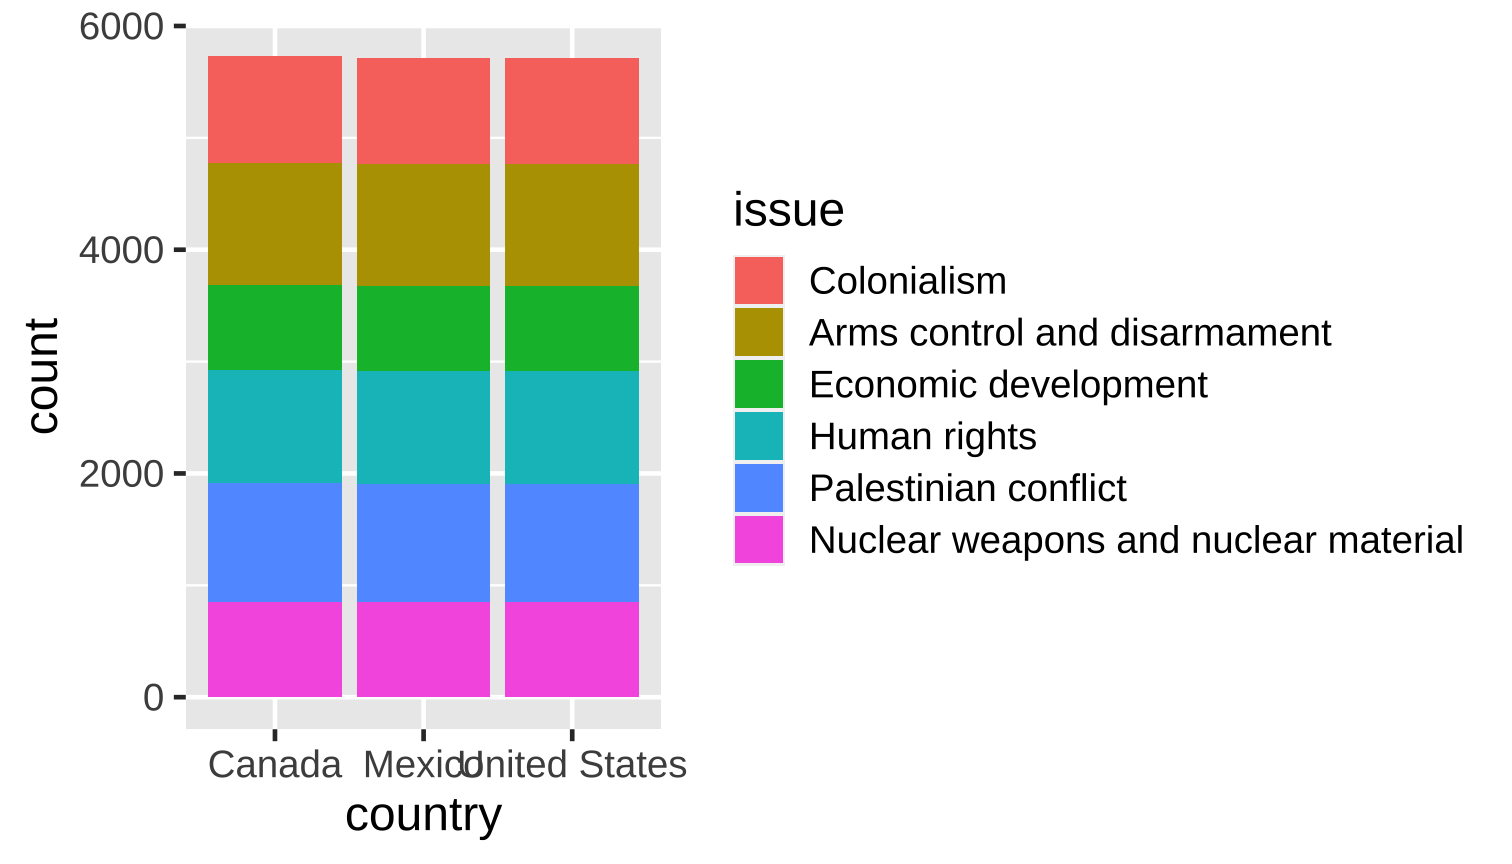 6000
4000
2000
0
count
Canada
Mexico
United States
country
issue
Colonialism
Arms control and disarmament
Economic development
Human rights
Palestinian conflict
Nuclear weapons and nuclear material